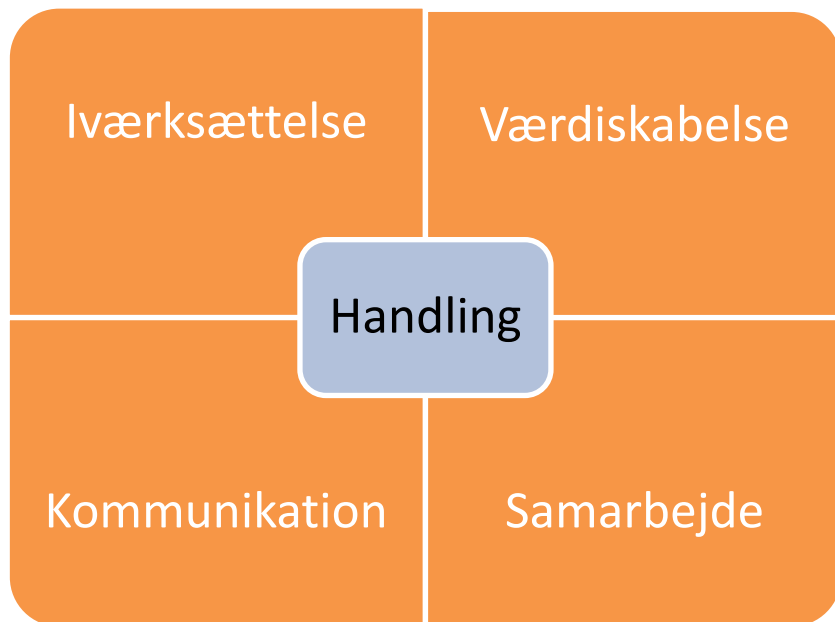 Iværksættelse
Værdiskabelse
Handling
Kommunikation
Samarbejde